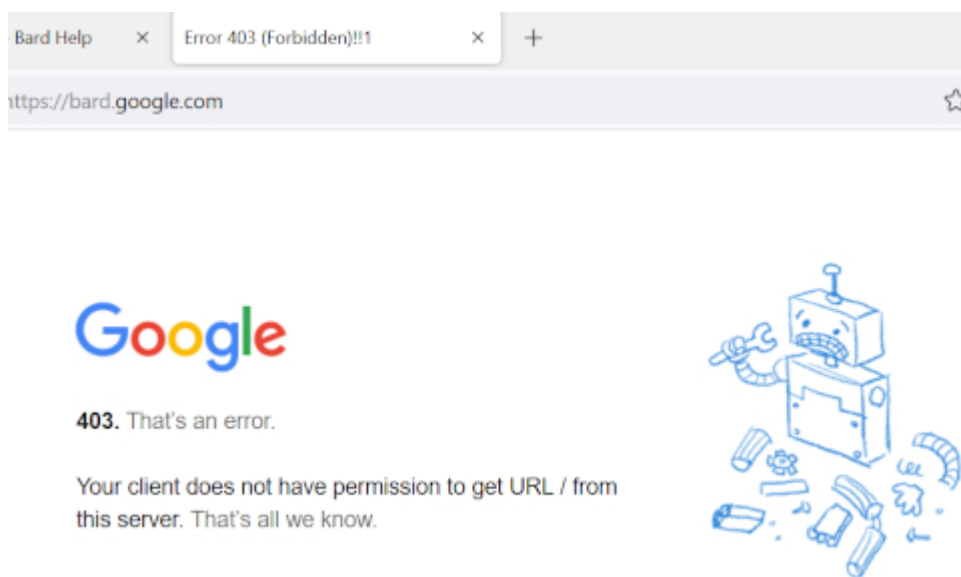 Bard Help
Error 403 (Forbidden)!!1
https://bard.google.com
Google
403. That's an error.
Your client does not have permission to get URL / from
this server. That's all we know.